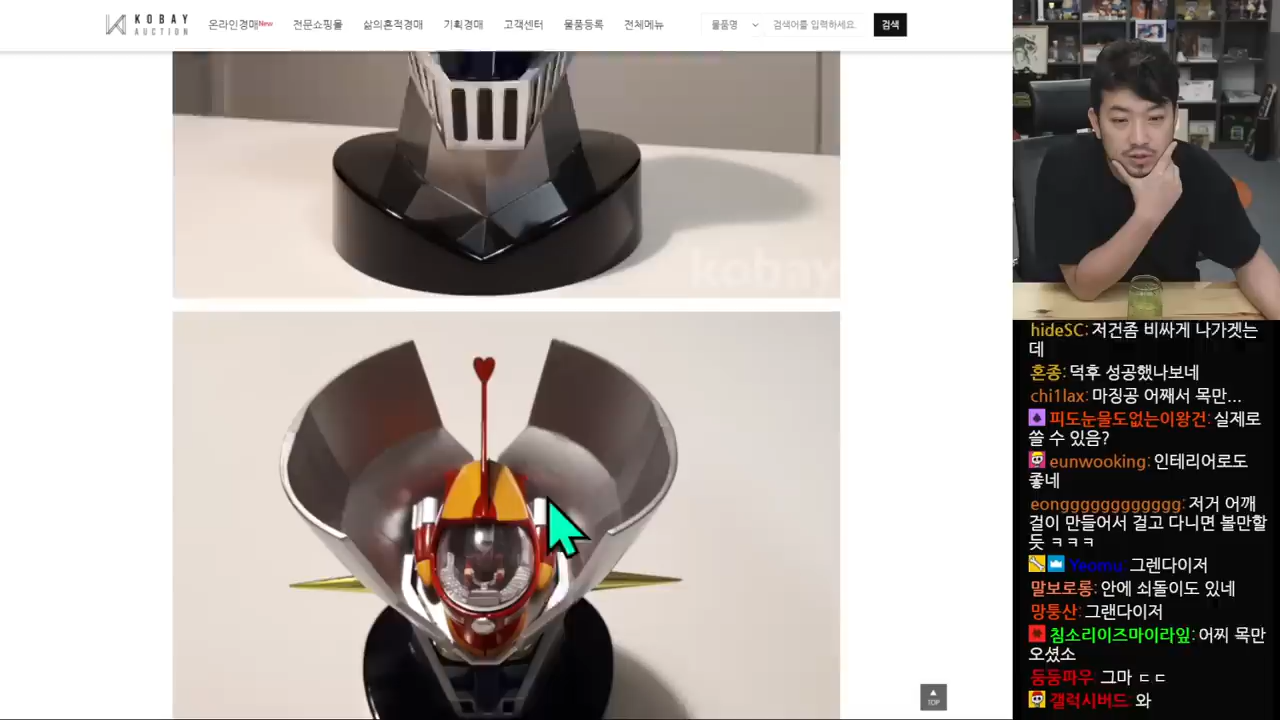 KOBAY
AUCTION
온라인경매New 전문쇼핑몰 삶의흔적경매 기획경매 고객센터 물품등록 전체메뉴
물품명 검색어를 입력하세요. 검색
kobay
▲
TOP
hideSC: 저건좀 비싸게 나가겟는
데
혼종: 덕후 성공했나보네
chi1lax: 마징공 어째서 목만...
피도눈물도없는이왕건: 실제로
쓸 수 있음?
eunwooking: 인테리어로도
좋네
eongggggggggggg: 저거 어깨
걸이 만들어서 걸고 다니면 볼만할
듯 ㅋㅋㅋ
Yeomu: 그렌다이저
말보로롱: 안에 쇠돌이도 있네
망퉁산: 그랜다이저
침소리이즈마이라잎: 어찌 목만
오셨소
둠둠파우: 그마 ㄷㄷ
갤럭시버드: 와